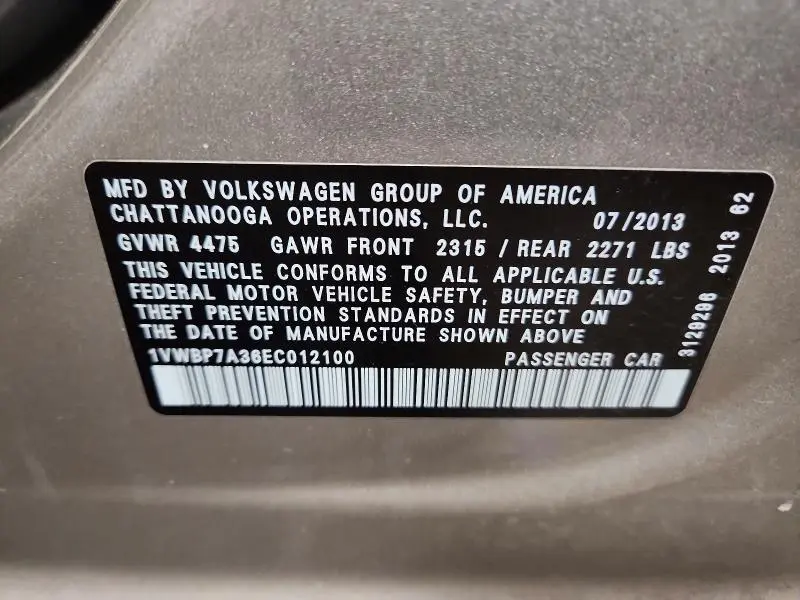 MFD BY VOLKSWAGEN GROUP OF AMERICA
CHATTANOOGA OPERATIONS, LLC. 07/2013
GVWR 4475 GAWR FRONT 2315 / REAR 2271 LBS
THIS VEHICLE CONFORMS TO ALL APPLICABLE U.S.
FEDERAL MOTOR VEHICLE SAFETY, BUMPER AND
THEFT PREVENTION STANDARDS IN EFFECT ON
THE DATE OF MANUFACTURE SHOWN ABOVE
1VWBP7A36EC012100 PASSENGER CAR
3129296 2013 62